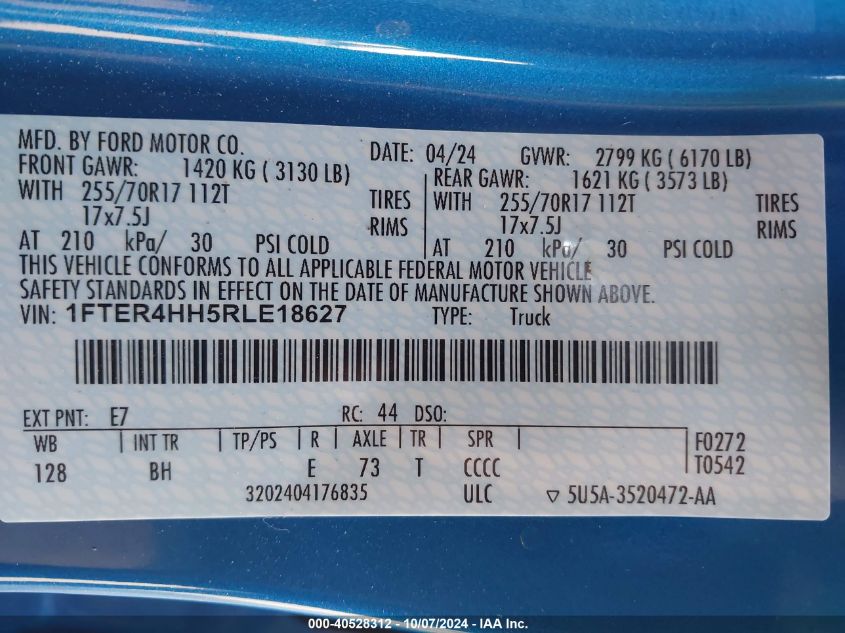 MFD. BY FORD MOTOR CO. DATE: 04/24 GVWR: 2799 KG ( 6170 LB)
FRONT GAWR: 1420 KG ( 3130 LB) REAR GAWR: 1621 KG ( 3573 LB)
WITH 255/70R17 112T TIRES WITH 255/70R17 112T TIRES
17x7.5J RIMS 17x7.5J RIMS
AT 210 kPa/ 30 PSI COLD AT 210 kPa/ 30 PSI COLD
THIS VEHICLE CONFORMS TO ALL APPLICABLE FEDERAL MOTOR VEHICLE
SAFETY STANDARDS IN EFFECT ON THE DATE OF MANUFACTURE SHOWN ABOVE.
VIN: 1FTER4HH5RLE18627 TYPE: Truck
EXT PNT: E7 RC: 44 DSO:
WB INT TR TP/PS R AXLE TR SPR F0272
128 BH E 73 T CCCC T0542
3202404176835 ULC ▽ 5U5A-3520472-AA
000-40528312 - 10/07/2024 - IAA Inc.